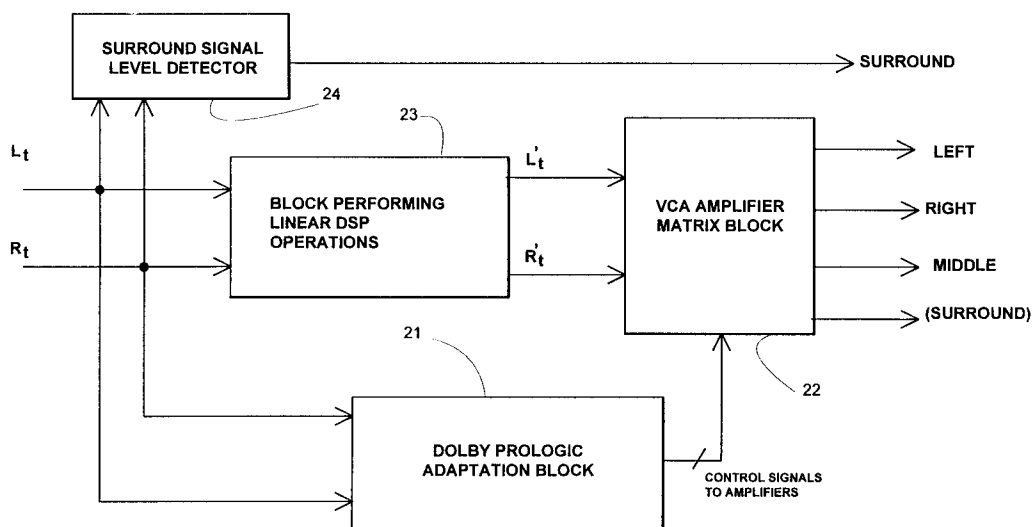 SURROUND SIGNAL
LEVEL DETECTOR
SURROUND
24
23
Lt
L't
LEFT
BLOCK PERFORMING
LINEAR DSP
OPERATIONS
VCA AMPLIFIER
MATRIX BLOCK
RIGHT
Rt
R't
MIDDLE
(SURROUND)
21
22
DOLBY PROLOGIC
ADAPTATION BLOCK
CONTROL SIGNALS
TO AMPLIFIERS